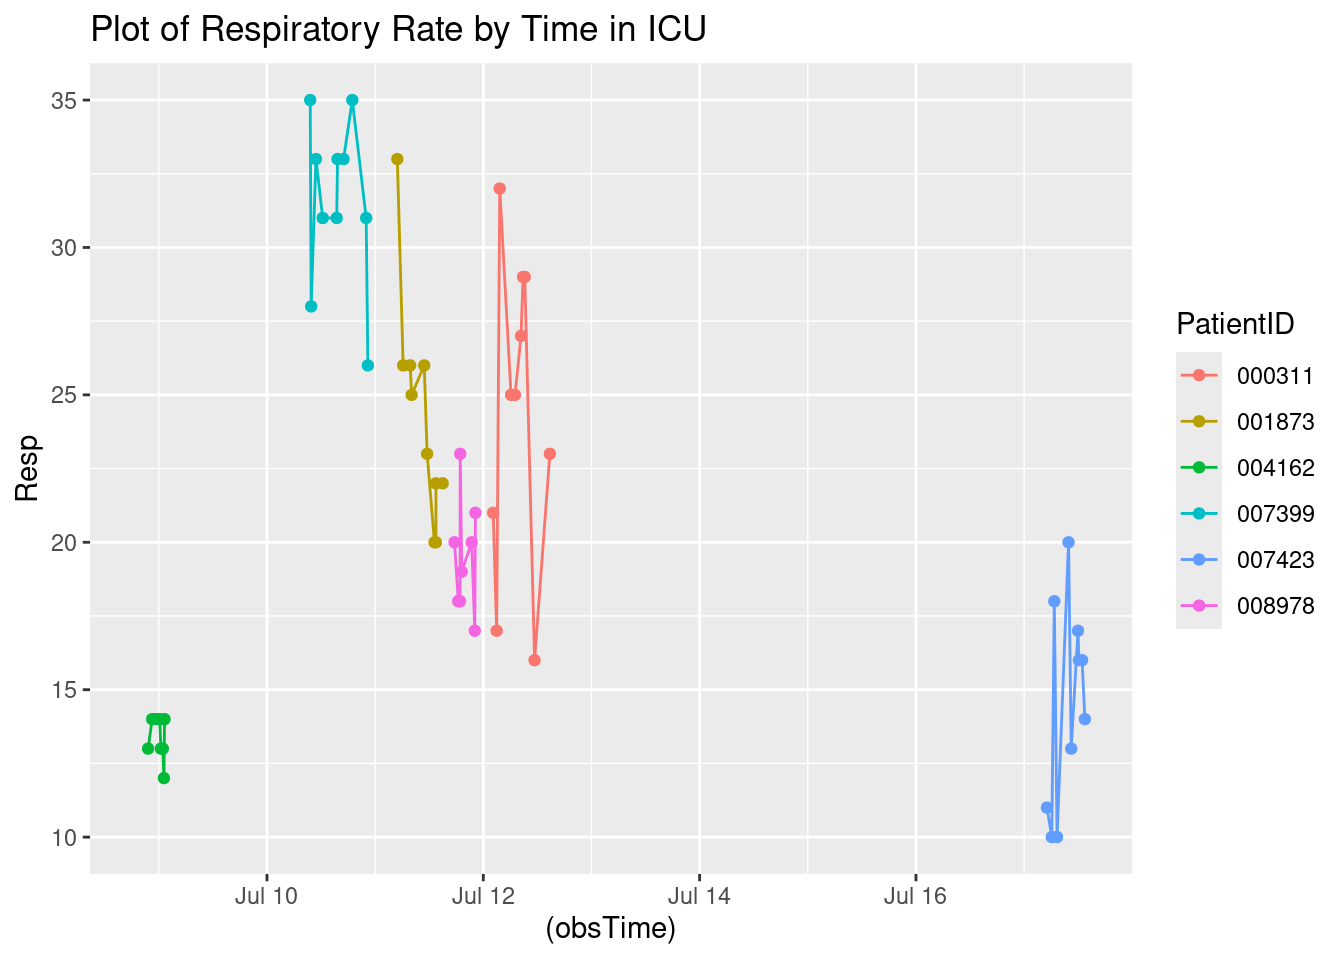 Plot of Respiratory Rate by Time in ICU
35
30
25
20
15
10
Resp
Jul 10
Jul 12
Jul 14
Jul 16
(obsTime)
PatientID
000311
001873
004162
007399
007423
008978